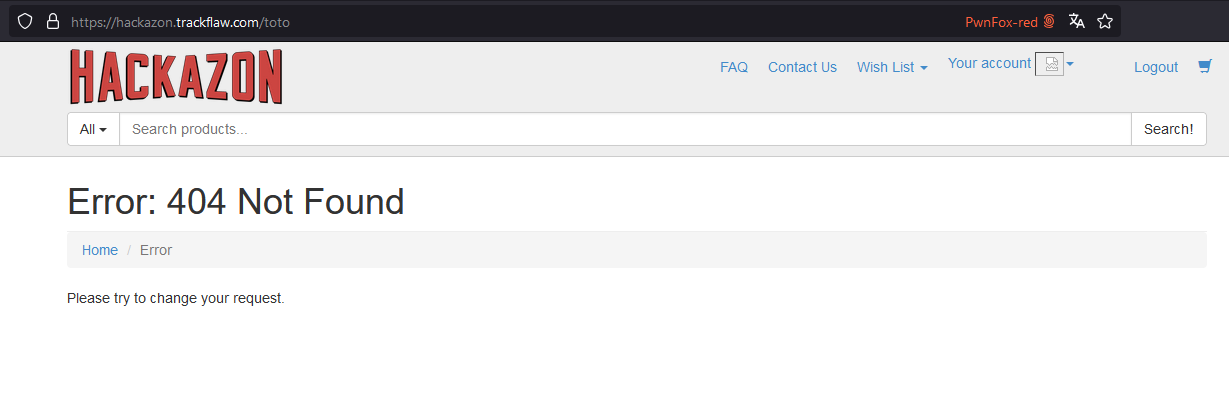 https://hackazon.trackflaw.com/toto PwnFox-red
HACKAZON
FAQ Contact Us Wish List Your account Logout
All Search products... Search!
Error: 404 Not Found
Home / Error
Please try to change your request.